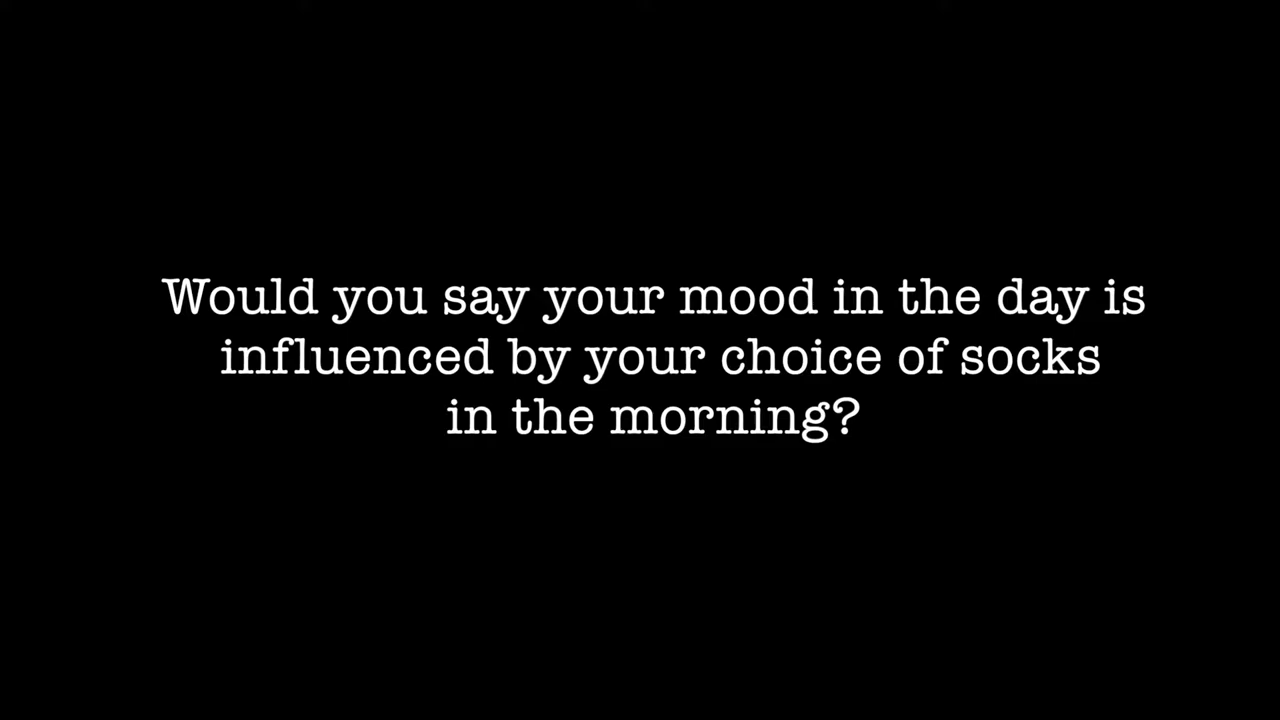 Would you say your mood in the day is
influenced by your choice of socks
in the morning?